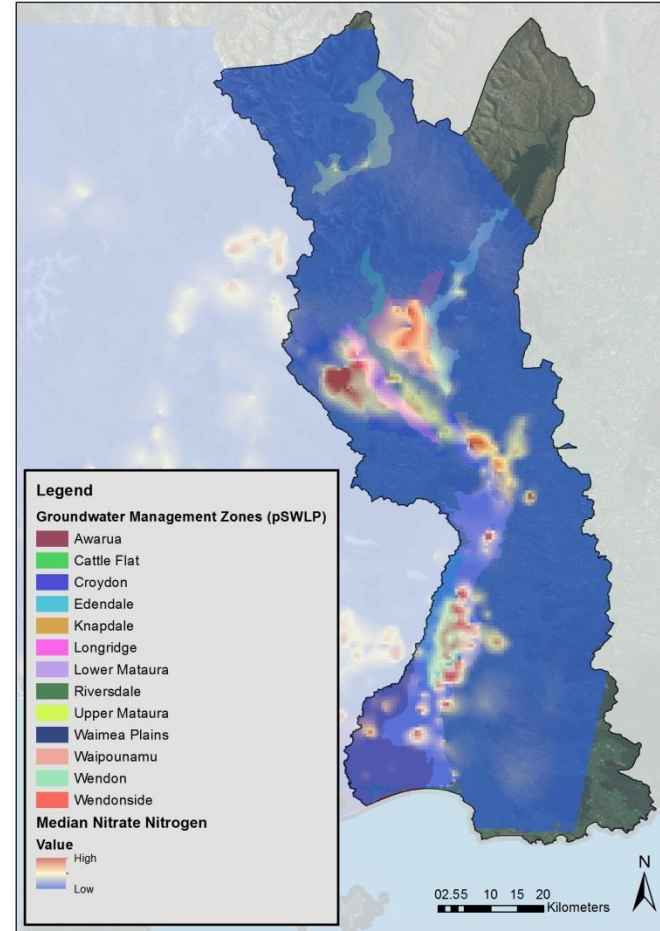 Legend
Groundwater Management Zones (pSWLP)
Awarua
Cattle Flat
Croydon
Edendale
Knapdale
Longridge
Lower Mataura
Riversdale
Upper Mataura
Waimea Plains
Waipounamu
Wendon
Wendonside
Median Nitrate Nitrogen
Value
High
Low
N
02.55 10 15 20
Kilometers